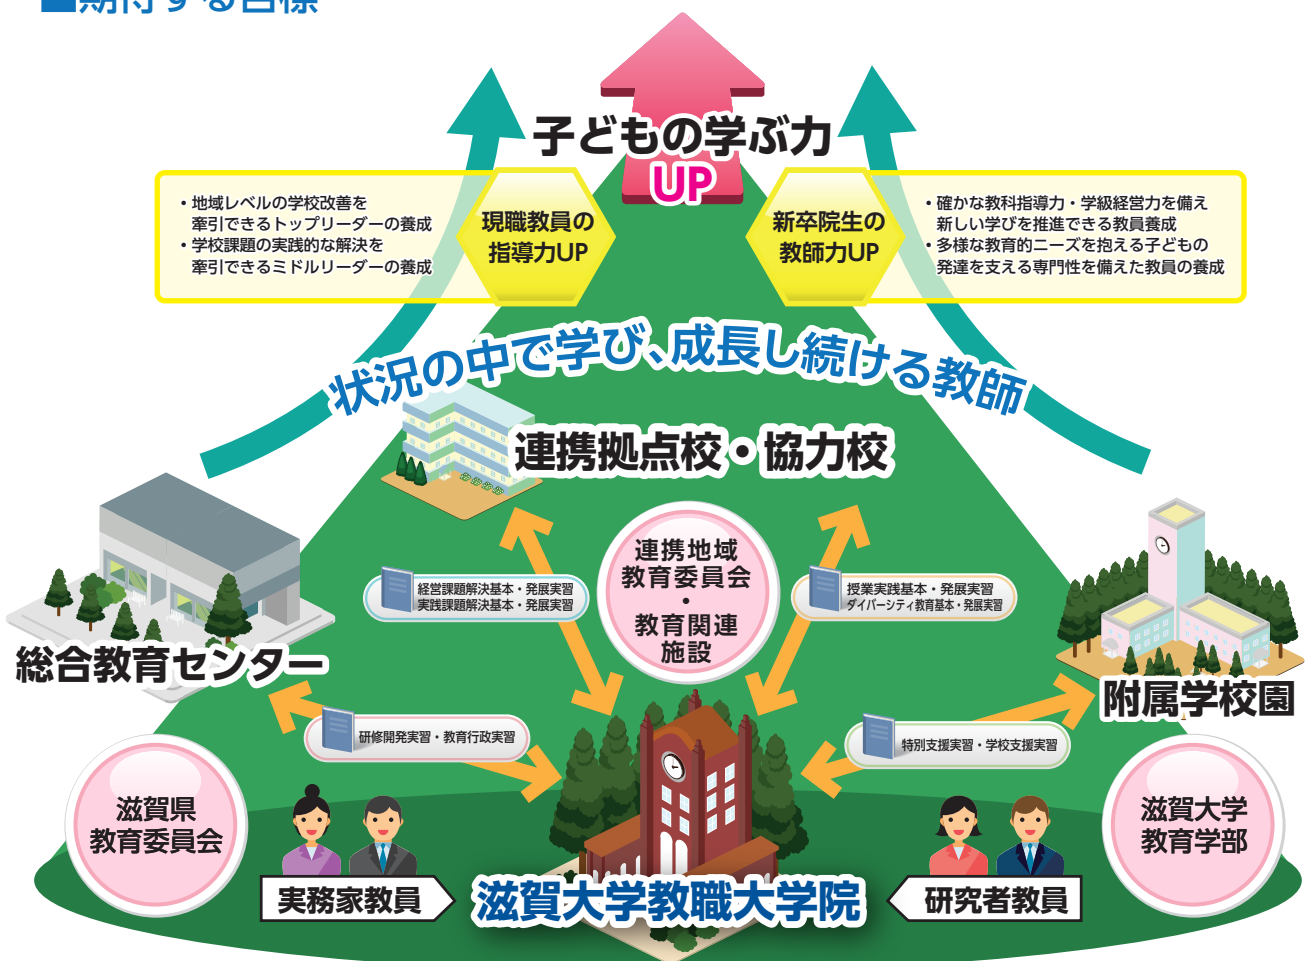 ■期待する目標
子どもの学ぶ力
UP
・地域レベルの学校改善を
牽引できるトップリーダーの養成
・学校課題の実践的な解決を
牽引できるミドルリーダーの養成
現職教員の
指導力UP
新卒院生の
教師力UP
・確かな教科指導力・学級経営力を備え
新しい学びを推進できる教員養成
・多様な教育的ニーズを抱える子どもの
発達を支える専門性を備えた教員の養成
状況の中で学び、成長し続ける教師
連携拠点校・協力校
連携地域
教育委員会
・
教育関連
施設
経営課題解決基本・発展実習
実践課題解決基本・発展実習
授業実践基本・発展実習
ダイバーシティ教育基本・発展実習
総合教育センター
附属学校園
研修開発実習・教育行政実習
特別支援実習・学校支援実習
滋賀県
教育委員会
滋賀大学
教育学部
実務家教員
滋賀大学教職大学院
研究者教員